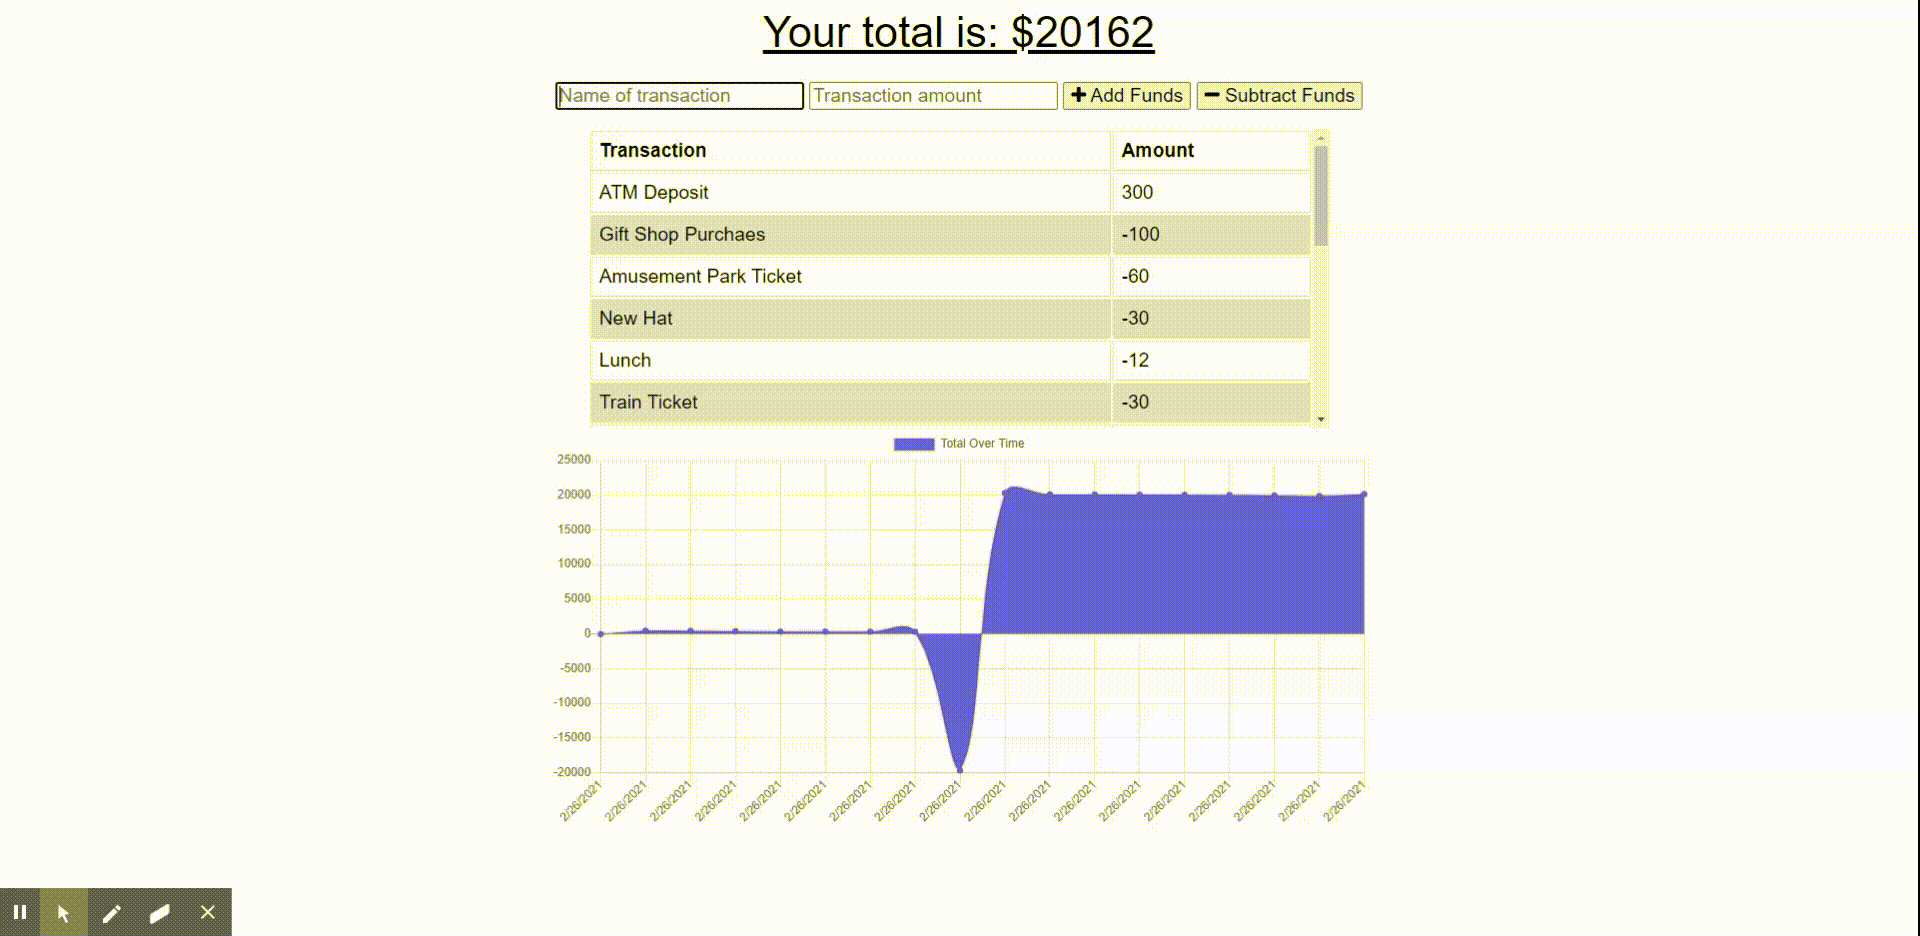 Your total is: $20162
Name of transaction Transaction amount Add Funds Subtract Funds
Transaction Amount
ATM Deposit 300
Gift Shop Purchaes -100
Amusement Park Ticket -60
New Hat -30
Lunch -12
Train Ticket -30
Total Over Time
25000
20000
15000
10000
5000
0
-5000
-10000
-15000
-20000
2/26/2021 2/26/2021 2/26/2021 2/26/2021 2/26/2021 2/26/2021 2/26/2021 2/26/2021 2/26/2021 2/26/2021 2/26/2021 2/26/2021 2/26/2021 2/26/2021 2/26/2021 2/26/2021 2/26/2021 2/26/2021